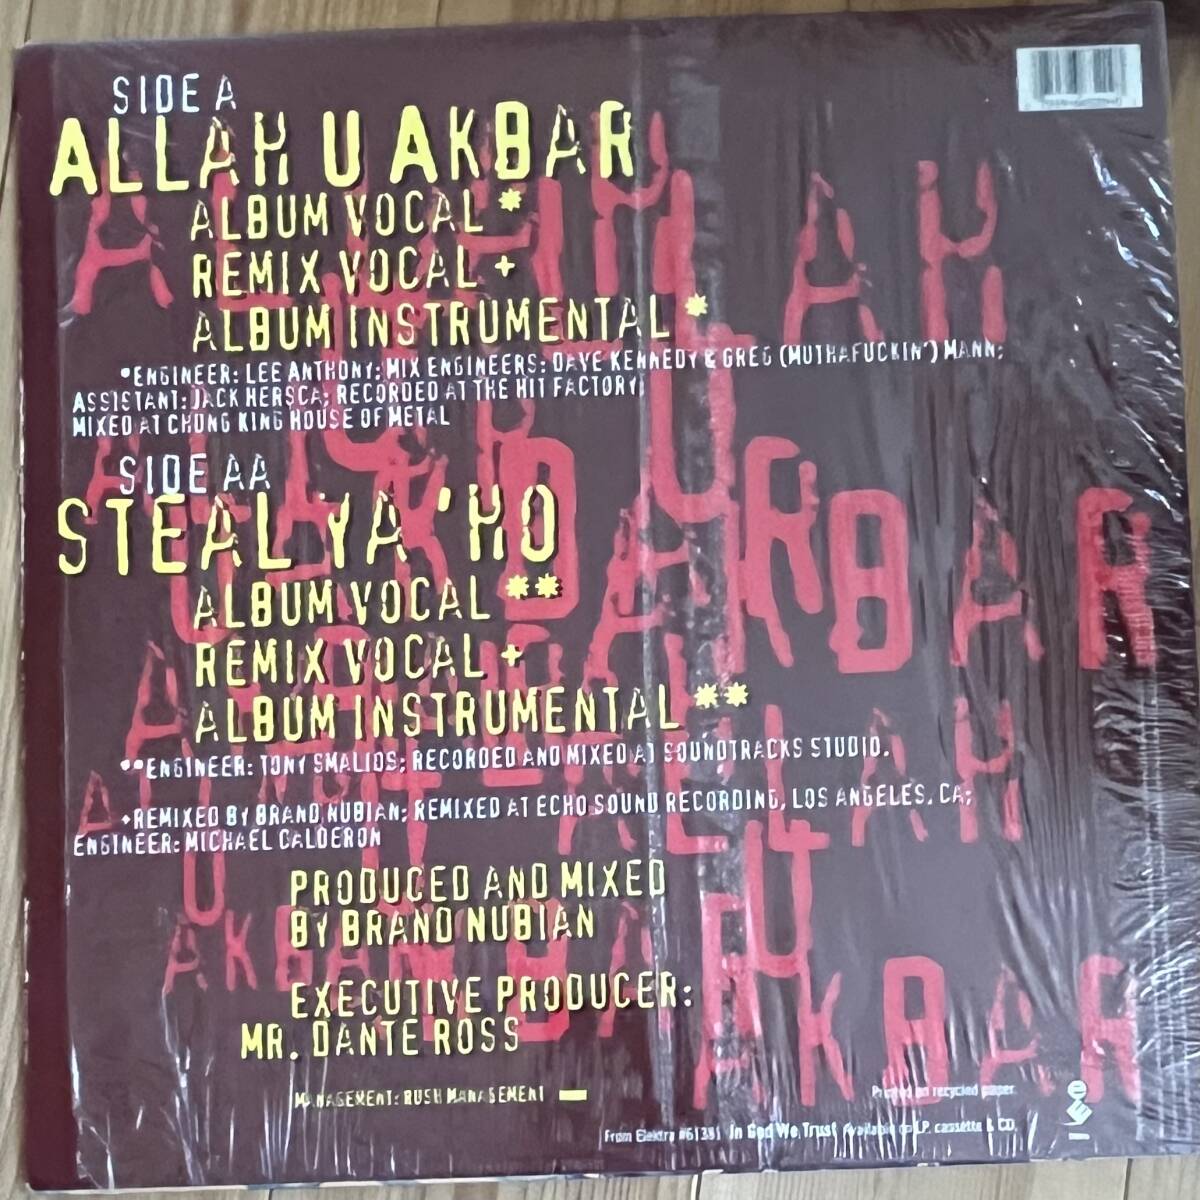 SIDE A
ALLAH U AKBAR
ALBUM VOCAL *
REMIX VOCAL +
ALBUM INSTRUMENTAL *
*ENGINEER: LEE ANTHONY; MIX ENGINEERS: DAVE KENNEDY & GREG (MUTHAFUCKIN') MANN;
ASSISTANT: JACK HERSCA; RECORDED AT THE HIT FACTORY;
MIXED AT CHUNG KING HOUSE OF METAL
SIDE AA
STEAL YA 'HO
ALBUM VOCAL **
REMIX VOCAL +
ALBUM INSTRUMENTAL **
**ENGINEER: TONY SMALIOS; RECORDED AND MIXED AT SOUNDTRACKS STUDIO.
+REMIXED BY BRAND NUBIAN; REMIXED AT ECHO SOUND RECORDING, LOS ANGELES, CA;
ENGINEER: MICHAEL CALDERON
PRODUCED AND MIXED
BY BRAND NUBIAN
EXECUTIVE PRODUCER:
MR. DANTE ROSS
MANAGEMENT: RUSH MANAGEMENT
Printed on recycled paper
From Elektra #61381 In God We Trust Available on LP, cassette & CD.
ALLAH
U
AKBAR
ALLAH
U
AKBAR
AKBAR